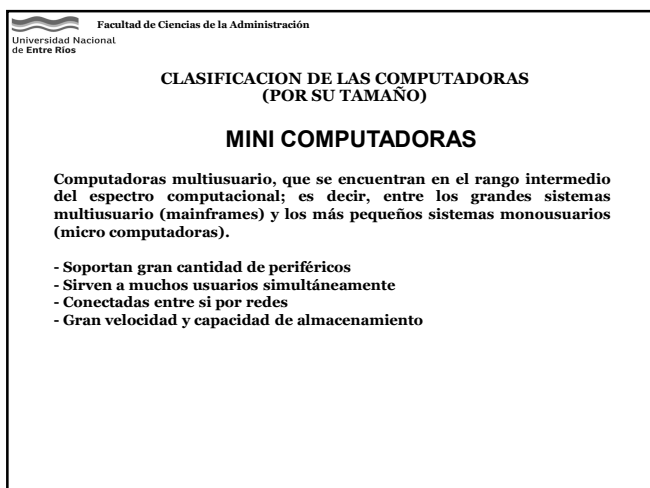 Facultad de Ciencias de la Administración
Universidad Nacional
de Entre Ríos
CLASIFICACION DE LAS COMPUTADORAS
(POR SU TAMAÑO)
MINI COMPUTADORAS
Computadoras multiusuario, que se encuentran en el rango intermedio
del espectro computacional; es decir, entre los grandes sistemas
multiusuario (mainframes) y los más pequeños sistemas monousuarios
(micro computadoras).
- Soportan gran cantidad de periféricos
- Sirven a muchos usuarios simultáneamente
- Conectadas entre si por redes
- Gran velocidad y capacidad de almacenamiento